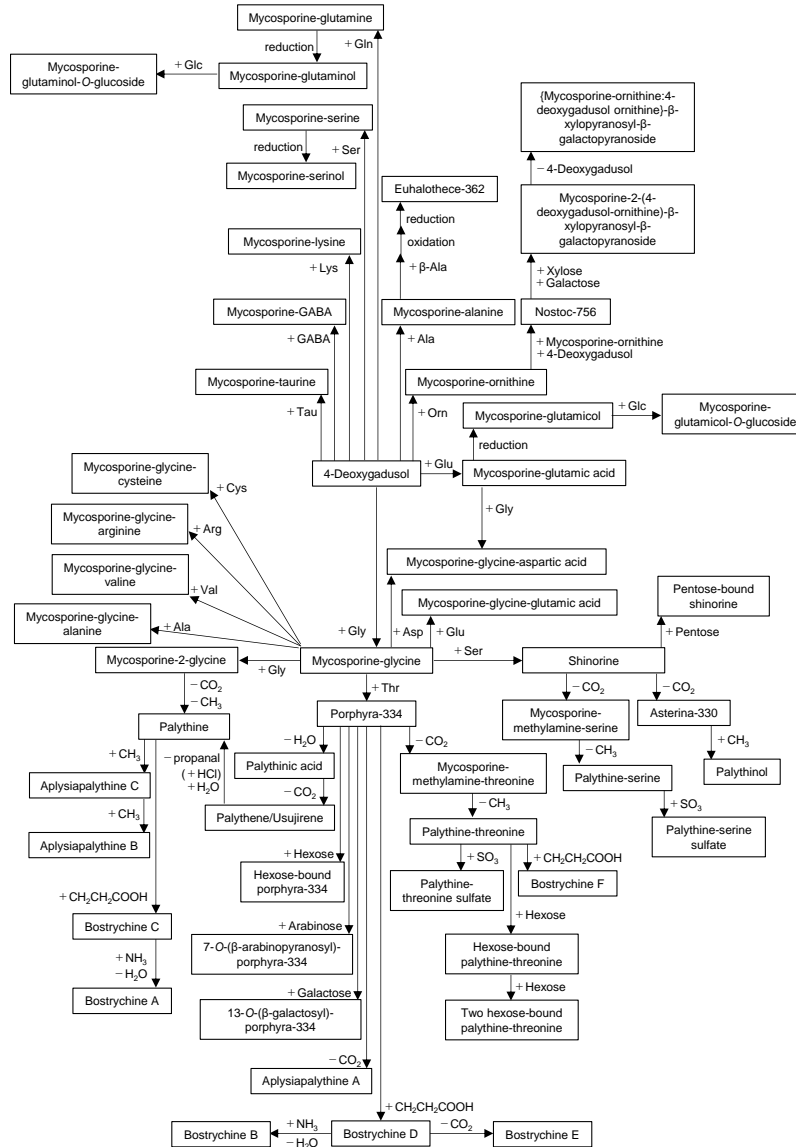 Mycosporine-glutamine
reduction
+Gln
Mycosporine-
glutaminol-O-glucoside
+Glc
Mycosporine-glutaminol
Mycosporine-serine
reduction
+Ser
Mycosporine-serinol
{Mycosporine-ornithine:4-
deoxygadusol ornithine}-β-
xylopyranosyl-β-
galactopyranoside
−4-Deoxygadusol
Euhalothece-362
reduction
oxidation
+β-Ala
Mycosporine-2-(4-
deoxygadusol-ornithine)-β-
xylopyranosyl-β-
galactopyranoside
Mycosporine-lysine
+Lys
+Xylose
+Galactose
Mycosporine-GABA
+GABA
Mycosporine-alanine
+Ala
Nostoc-756
+Mycosporine-ornithine
+4-Deoxygadusol
Mycosporine-taurine
+Tau
Mycosporine-ornithine
+Orn
Mycosporine-glutamicol
+Glc
Mycosporine-
glutamicol-O-glucoside
reduction
4-Deoxygadusol
+Glu
Mycosporine-glutamic acid
Mycosporine-glycine-
cysteine
+Cys
+Gly
Mycosporine-glycine-
arginine
+Arg
Mycosporine-glycine-aspartic acid
Mycosporine-glycine-
valine
+Val
Mycosporine-glycine-glutamic acid
Pentose-bound
shinorine
Mycosporine-glycine-
alanine
+Ala
+Gly
+Asp
+Glu
+Pentose
Mycosporine-2-glycine
+Gly
Mycosporine-glycine
+Ser
Shinorine
−CO₂
−CH₃
+Thr
−CO₂
−CO₂
Palythine
Porphyra-334
Mycosporine-
methylamine-serine
Asterina-330
−H₂O
−CO₂
+CH₃
−propanal
(+HCl)
+H₂O
−CH₃
+CH₃
Aplysiapalythine C
Palythinic acid
Mycosporine-
methylamine-threonine
Palythine-serine
Palythinol
+CH₃
−CO₂
−CH₃
+SO₃
Aplysiapalythine B
Palythene/Usujirene
Palythine-threonine
Palythine-serine
sulfate
+Hexose
+SO₃
+CH₂CH₂COOH
Hexose-bound
porphyra-334
Palythine-
threonine sulfate
Bostrychine F
+CH₂CH₂COOH
+Arabinose
+Hexose
Bostrychine C
7-O-(β-arabinopyranosyl)-
porphyra-334
Hexose-bound
palythine-threonine
+NH₃
−H₂O
+Galactose
+Hexose
Bostrychine A
13-O-(β-galactosyl)-
porphyra-334
Two hexose-bound
palythine-threonine
−CO₂
Aplysiapalythine A
+CH₂CH₂COOH
Bostrychine B
+NH₃
−H₂O
Bostrychine D
−CO₂
Bostrychine E